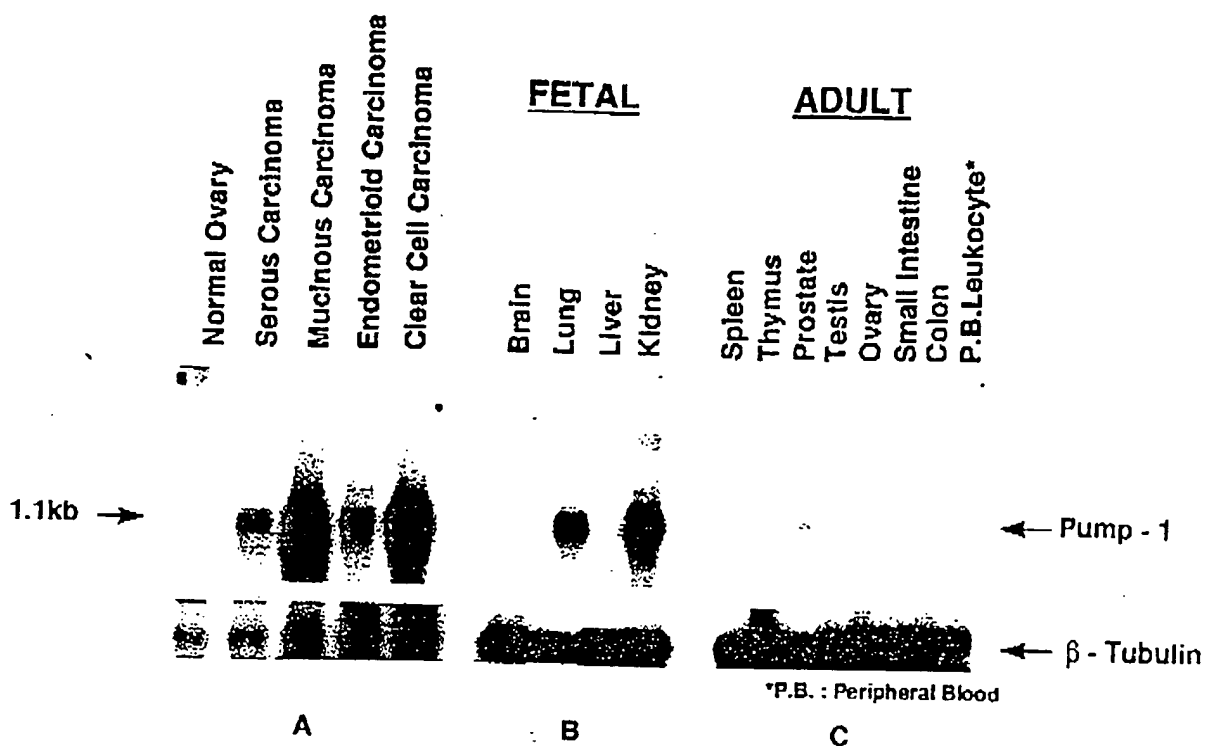 Normal Ovary
Serous Carcinoma
Mucinous Carcinoma
Endometrioid Carcinoma
Clear Cell Carcinoma
FETAL
Brain
Lung
Liver
Kidney
ADULT
Spleen
Thymus
Prostate
Testis
Ovary
Small Intestine
Colon
P.B.Leukocyte*
1.1kb
Pump - 1
β - Tubulin
*P.B. : Peripheral Blood
A
B
C